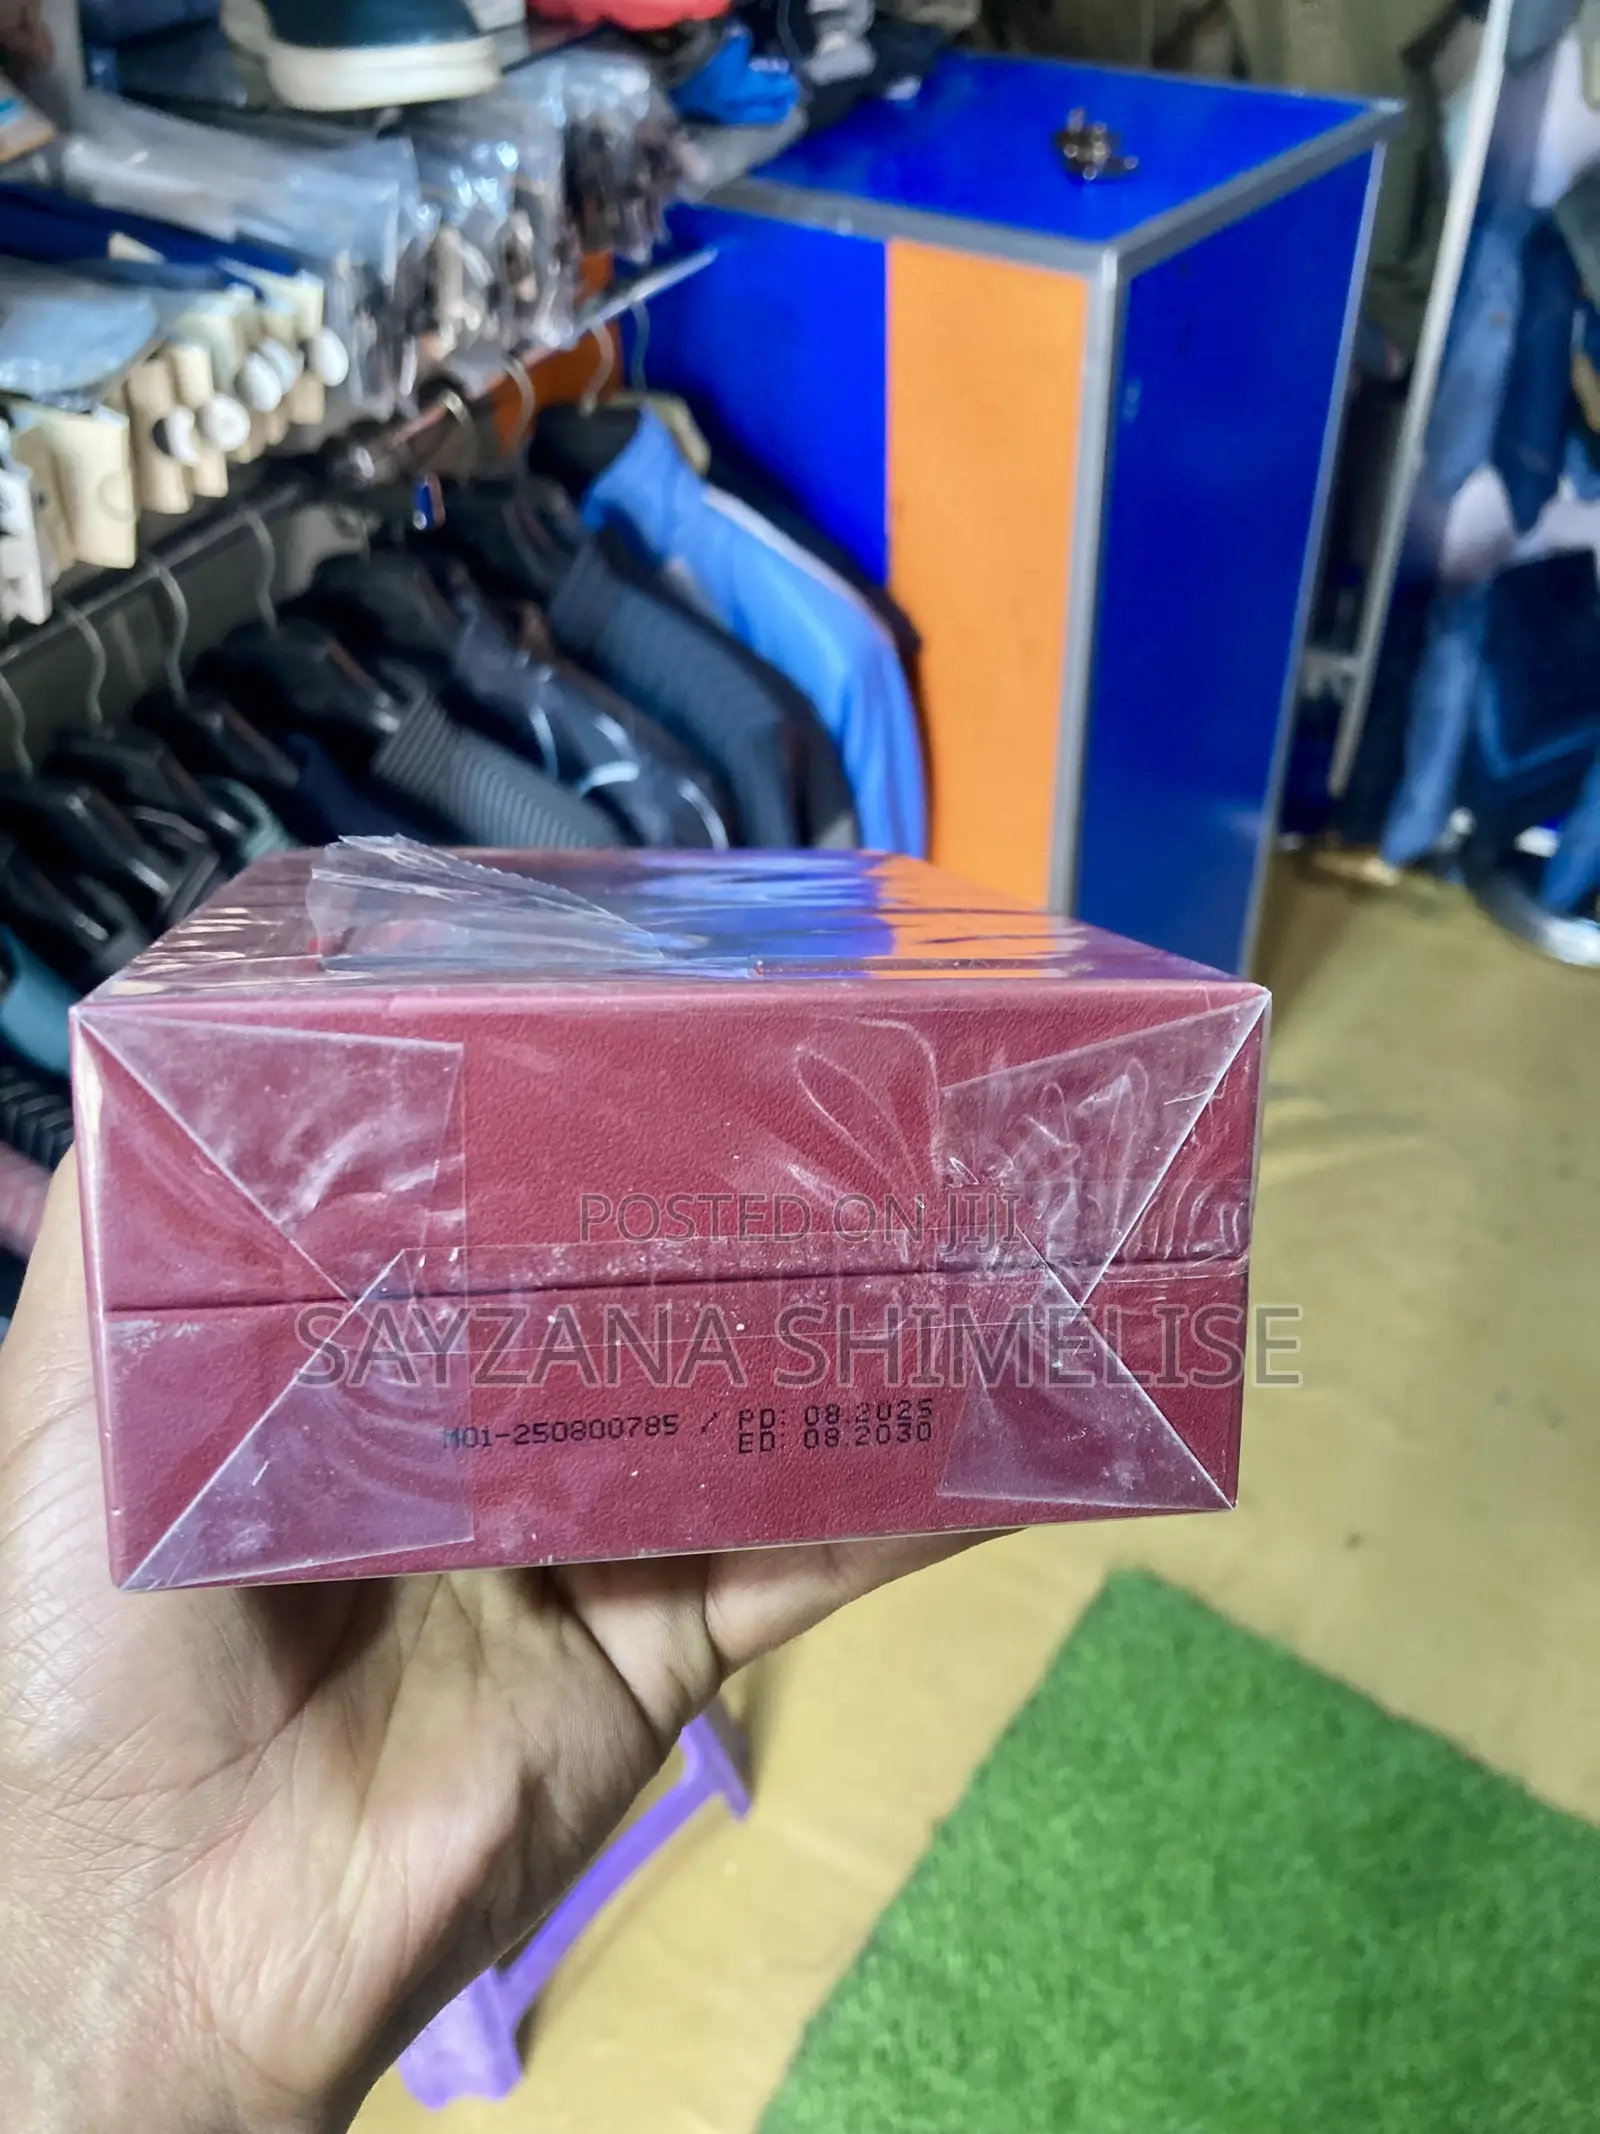 POSTED ON JIJI
SAYZANA SHIMELISE
M01-250800785 / PD: 08.2025
ED: 08.2030